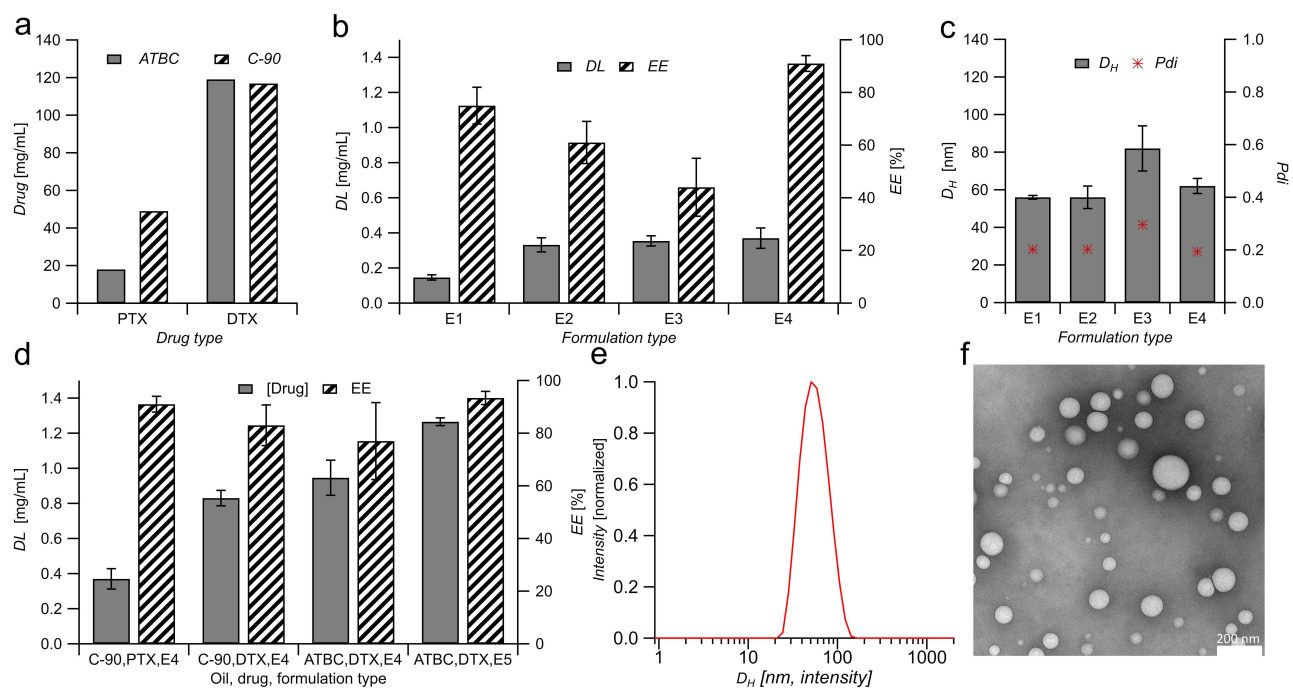 a
140
120
100
80
60
40
20
0
Drug [mg/mL]
ATBC C-90
PTX DTX
Drug type
b
1.4
1.2
1.0
0.8
0.6
0.4
0.2
0.0
DL [mg/mL]
DL EE
100
80
60
40
20
0
EE [%]
E1 E2 E3 E4
Formulation type
c
140
120
100
80
60
40
20
0
D_H [nm]
D_H Pdi
1.0
0.8
0.6
0.4
0.2
0.0
Pdi
E1 E2 E3 E4
Formulation type
d
1.4
1.2
1.0
0.8
0.6
0.4
0.2
0.0
DL [mg/mL]
[Drug] EE
100
80
60
40
20
0
EE [%]
C-90,PTX,E4 C-90,DTX,E4 ATBC,DTX,E4 ATBC,DTX,E5
Oil, drug, formulation type
e
1.0
0.8
0.6
0.4
0.2
0.0
Intensity [normalized]
1 10 100 1000
D_H [nm, intensity]
f
200 nm